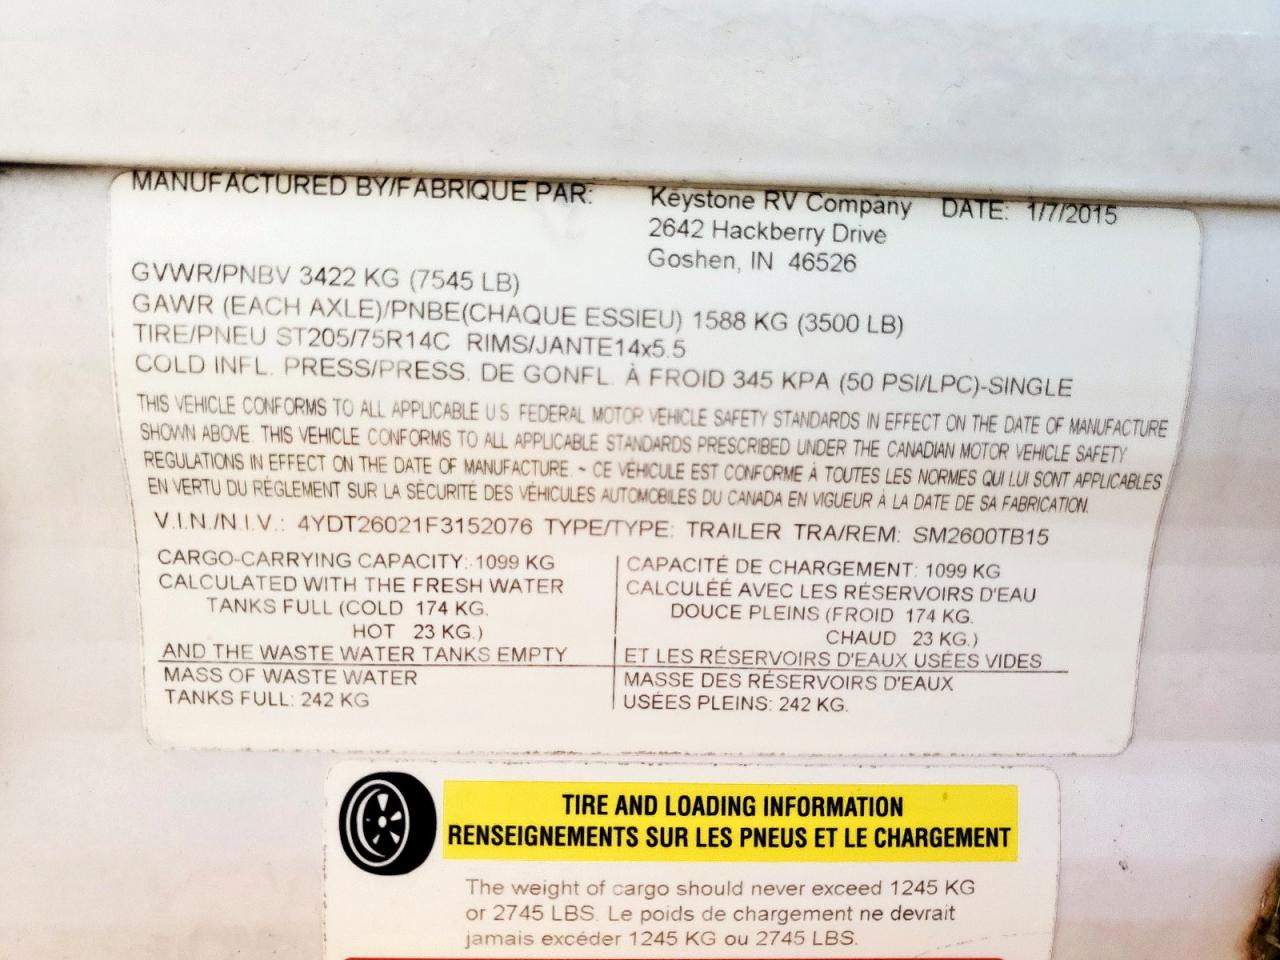 MANUFACTURED BY/FABRIQUE PAR: Keystone RV Company DATE: 1/7/2015
2642 Hackberry Drive
Goshen, IN 46526
GVWR/PNBV 3422 KG (7545 LB)
GAWR (EACH AXLE)/PNBE(CHAQUE ESSIEU) 1588 KG (3500 LB)
TIRE/PNEU ST205/75R14C RIMS/JANTE14x5.5
COLD INFL. PRESS/PRESS. DE GONFL. À FROID 345 KPA (50 PSI/LPC)-SINGLE
THIS VEHICLE CONFORMS TO ALL APPLICABLE U.S. FEDERAL MOTOR VEHICLE SAFETY STANDARDS IN EFFECT ON THE DATE OF MANUFACTURE
SHOWN ABOVE. THIS VEHICLE CONFORMS TO ALL APPLICABLE STANDARDS PRESCRIBED UNDER THE CANADIAN MOTOR VEHICLE SAFETY
REGULATIONS IN EFFECT ON THE DATE OF MANUFACTURE. ~ CE VÉHICULE EST CONFORME À TOUTES LES NORMES QUI LUI SONT APPLICABLES
EN VERTU DU RÈGLEMENT SUR LA SÉCURITÉ DES VÉHICULES AUTOMOBILES DU CANADA EN VIGUEUR À LA DATE DE SA FABRICATION.
V.I.N./N.I.V.: 4YDT26021F3152076 TYPE/TYPE: TRAILER TRA/REM: SM2600TB15
CARGO-CARRYING CAPACITY: 1099 KG
CALCULATED WITH THE FRESH WATER
TANKS FULL (COLD 174 KG.
HOT 23 KG.)
AND THE WASTE WATER TANKS EMPTY
MASS OF WASTE WATER
TANKS FULL: 242 KG
CAPACITÉ DE CHARGEMENT: 1099 KG
CALCULÉÉ AVEC LES RÉSERVOIRS D'EAU
DOUCE PLEINS (FROID 174 KG.
CHAUD 23 KG.)
ET LES RÉSERVOIRS D'EAUX USÉES VIDES
MASSE DES RÉSERVOIRS D'EAUX
USÉES PLEINS: 242 KG.
TIRE AND LOADING INFORMATION
RENSEIGNEMENTS SUR LES PNEUS ET LE CHARGEMENT
The weight of cargo should never exceed 1245 KG
or 2745 LBS. Le poids de chargement ne devrait
jamais excéder 1245 KG ou 2745 LBS.